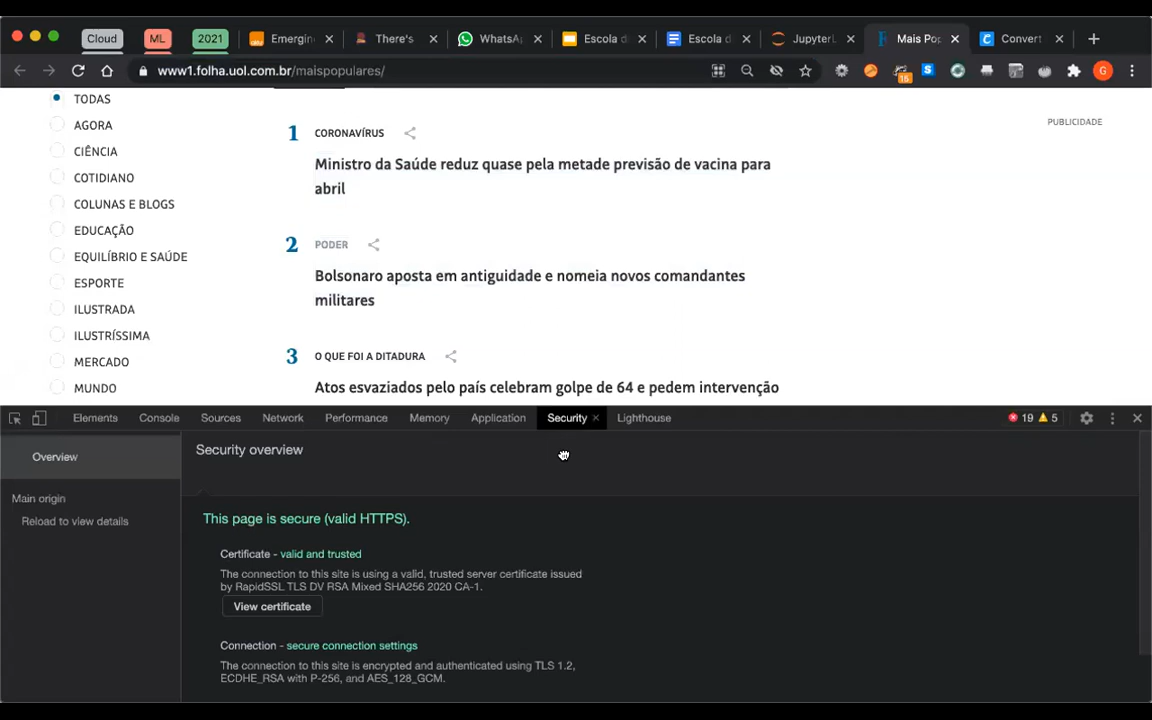 Cloud
ML
2021
Emergin
There's
WhatsA
Escola d
Escola d
JupyterL
Mais Pop
Convert
www1.folha.uol.com.br/maispopulares/
15
S
G
TODAS
AGORA
CIÊNCIA
COTIDIANO
COLUNAS E BLOGS
EDUCAÇÃO
EQUILÍBRIO E SAÚDE
ESPORTE
ILUSTRADA
ILUSTRÍSSIMA
MERCADO
MUNDO
1 CORONAVÍRUS
Ministro da Saúde reduz quase pela metade previsão de vacina para
abril
2 PODER
Bolsonaro aposta em antiguidade e nomeia novos comandantes
militares
3 O QUE FOI A DITADURA
Atos esvaziados pelo país celebram golpe de 64 e pedem intervenção
PUBLICIDADE
Elements Console Sources Network Performance Memory Application Security Lighthouse 19 5
Overview
Main origin
Reload to view details
Security overview
This page is secure (valid HTTPS).
Certificate - valid and trusted
The connection to this site is using a valid, trusted server certificate issued
by RapidSSL TLS DV RSA Mixed SHA256 2020 CA-1.
View certificate
Connection - secure connection settings
The connection to this site is encrypted and authenticated using TLS 1.2,
ECDHE_RSA with P-256, and AES_128_GCM.